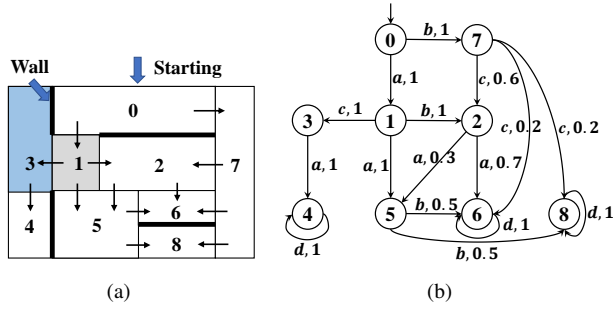 Wall
Starting
0
3 1 2 7
4 5 6
8
(a)
0 b, 1 7
a, 1 c, 0.6
3 c, 1 1 b, 1 2 c, 0.2 c, 0.2
a, 1 a, 1 a, 0.3 a, 0.7
4 5 b, 0.5 6 8
d, 1 d, 1 d, 1
b, 0.5
(b)